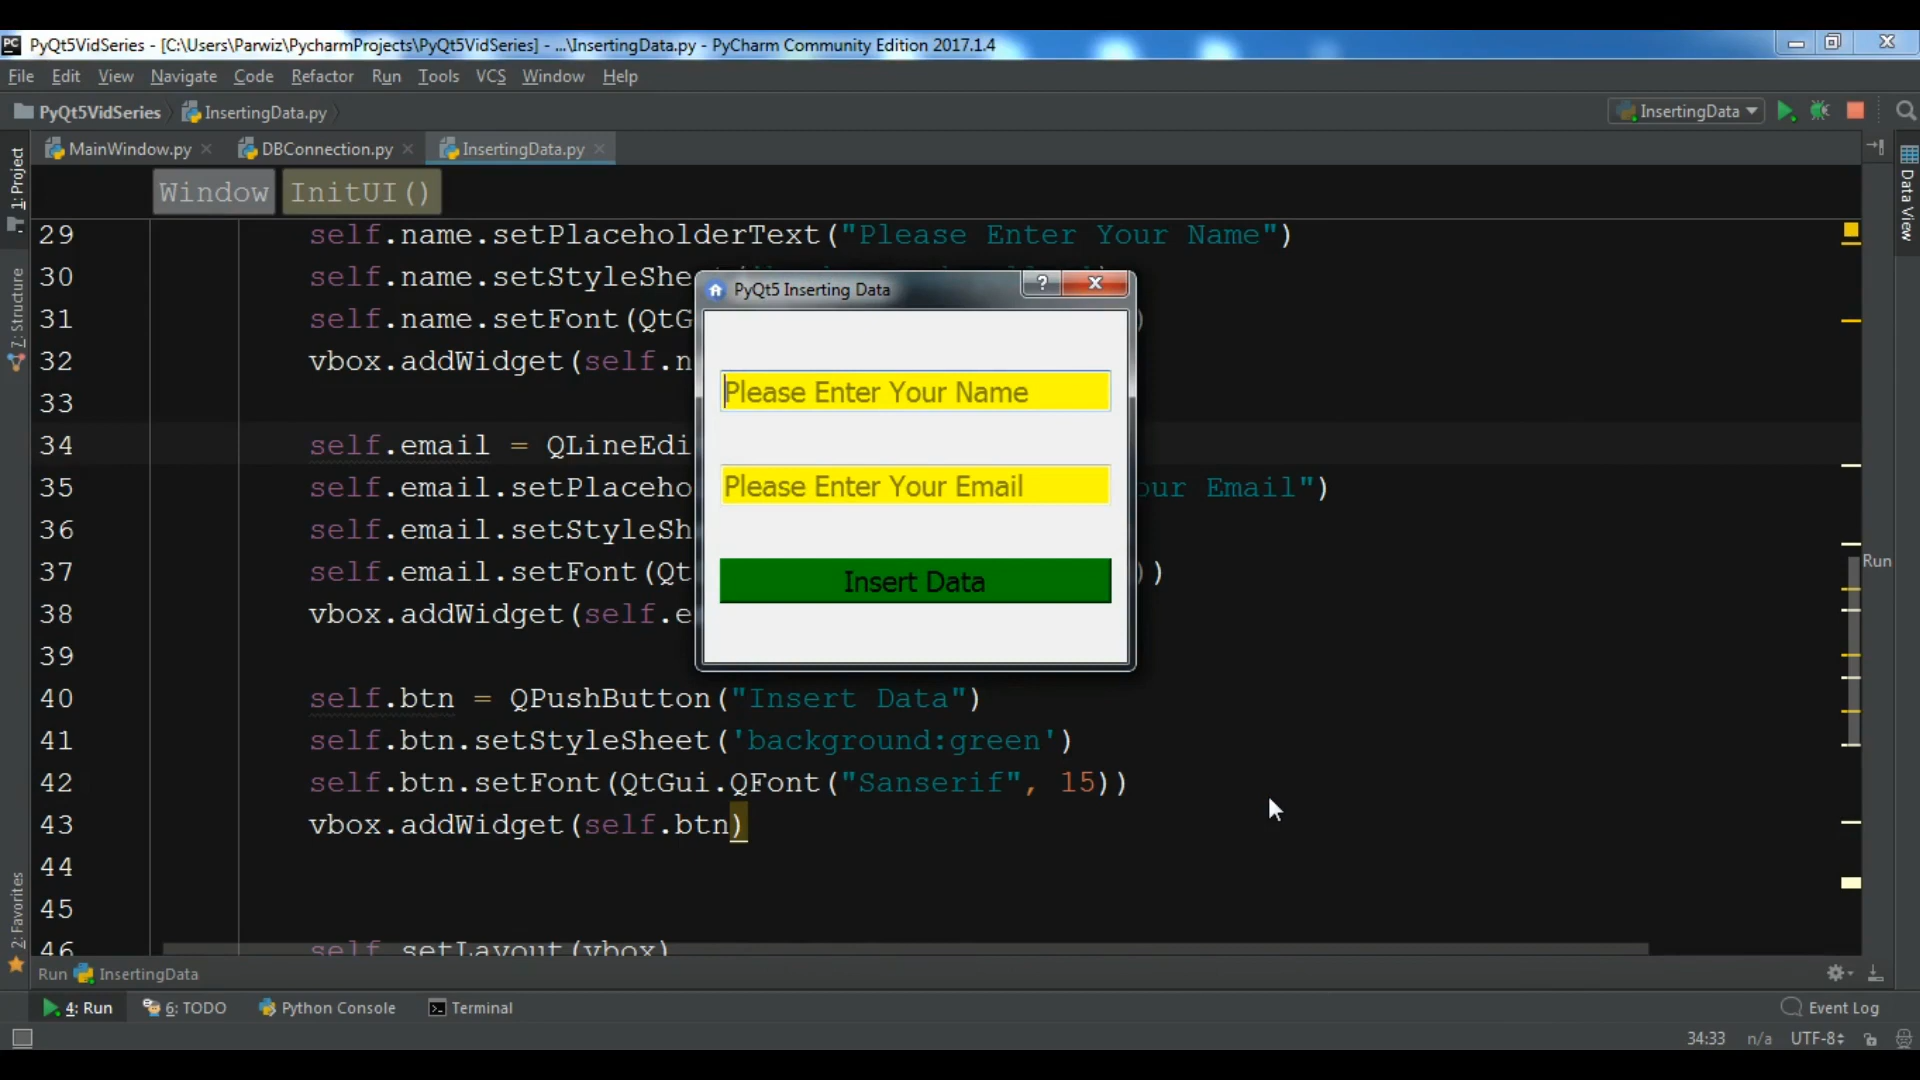 PyQt5VidSeries - [C:\Users\Parwiz\PycharmProjects\PyQt5VidSeries] - ...\InsertingData.py - PyCharm Community Edition 2017.1.4
File Edit View Navigate Code Refactor Run Tools VCS Window Help
PyQt5VidSeries InsertingData.py InsertingData
MainWindow.py DBConnection.py InsertingData.py
1: Project
7: Structure
2: Favorites
Data View
Window InitUI()
29 self.name.setPlaceholderText("Please Enter Your Name")
30 self.name.setStyleShe
31 self.name.setFont(QtG )
32 vbox.addWidget(self.n
33
34 self.email = QLineEdi
35 self.email.setPlaceho our Email")
36 self.email.setStyleSh
37 self.email.setFont(Qt ))
38 vbox.addWidget(self.e
39
40 self.btn = QPushButton("Insert Data")
41 self.btn.setStyleSheet('background:green')
42 self.btn.setFont(QtGui.QFont("Sanserif", 15))
43 vbox.addWidget(self.btn)
44
45
46 self.setLayout(vbox)
PyQt5 Inserting Data
?
Please Enter Your Name
Please Enter Your Email
Insert Data
Run
Run InsertingData
4: Run 6: TODO Python Console Terminal Event Log
34:33 n/a UTF-8